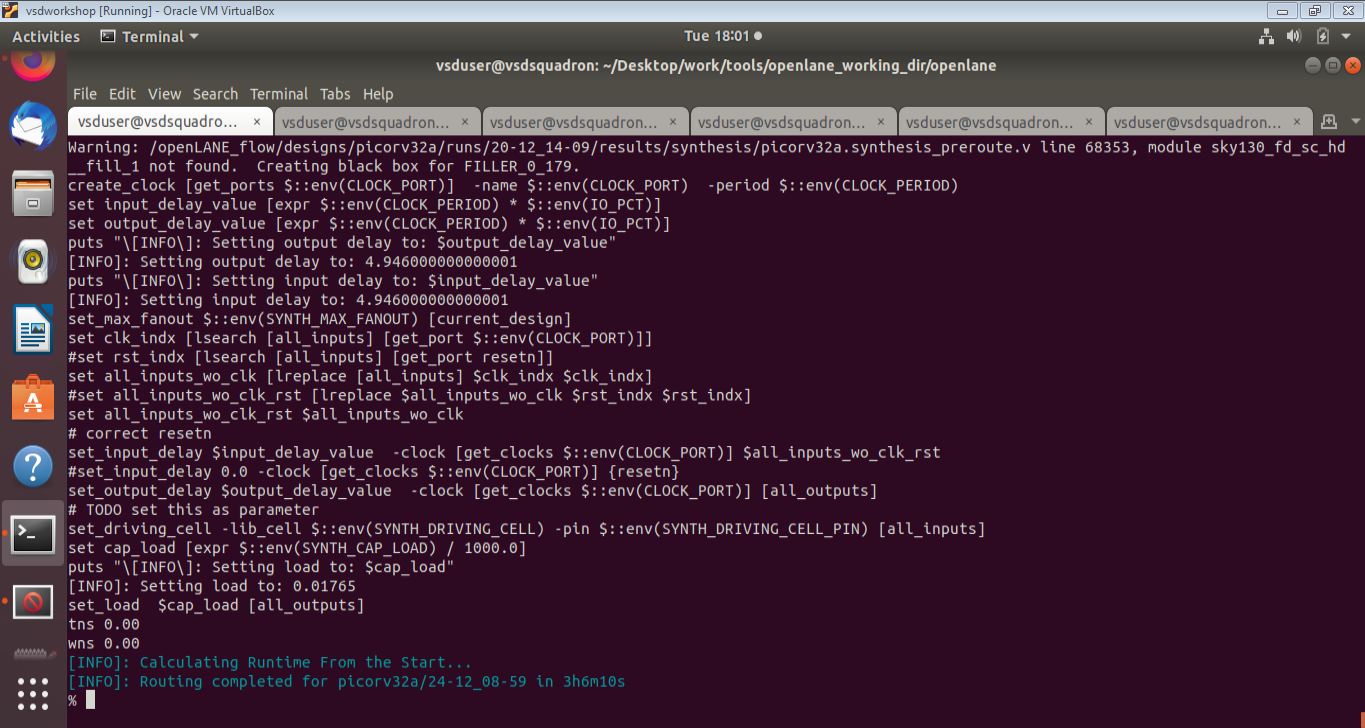 vsdworkshop [Running] - Oracle VM VirtualBox
Activities
Terminal
Tue 18:01
vsduser@vsdsquadron: ~/Desktop/work/tools/openlane_working_dir/openlane
File Edit View Search Terminal Tabs Help
vsduser@vsdsquadro... × vsduser@vsdsquadron... × vsduser@vsdsquadron... × vsduser@vsdsquadron... × vsduser@vsdsquadron... × vsduser@vsdsquadron... ×
Warning: /openLANE_flow/designs/picorv32a/runs/20-12_14-09/results/synthesis/picorv32a.synthesis_preroute.v line 68353, module sky130_fd_sc_hd
__fill_1 not found.  Creating black box for FILLER_0_179.
create_clock [get_ports $::env(CLOCK_PORT)]  -name $::env(CLOCK_PORT)  -period $::env(CLOCK_PERIOD)
set input_delay_value [expr $::env(CLOCK_PERIOD) * $::env(IO_PCT)]
set output_delay_value [expr $::env(CLOCK_PERIOD) * $::env(IO_PCT)]
puts "\[INFO\]: Setting output delay to: $output_delay_value"
[INFO]: Setting output delay to: 4.946000000000001
puts "\[INFO\]: Setting input delay to: $input_delay_value"
[INFO]: Setting input delay to: 4.946000000000001
set_max_fanout $::env(SYNTH_MAX_FANOUT) [current_design]
set clk_indx [lsearch [all_inputs] [get_port $::env(CLOCK_PORT)]]
#set rst_indx [lsearch [all_inputs] [get_port resetn]]
set all_inputs_wo_clk [lreplace [all_inputs] $clk_indx $clk_indx]
#set all_inputs_wo_clk_rst [lreplace $all_inputs_wo_clk $rst_indx $rst_indx]
set all_inputs_wo_clk_rst $all_inputs_wo_clk
# correct resetn
set_input_delay $input_delay_value  -clock [get_clocks $::env(CLOCK_PORT)] $all_inputs_wo_clk_rst
#set_input_delay 0.0 -clock [get_clocks $::env(CLOCK_PORT)] {resetn}
set_output_delay $output_delay_value  -clock [get_clocks $::env(CLOCK_PORT)] [all_outputs]
# TODO set this as parameter
set_driving_cell -lib_cell $::env(SYNTH_DRIVING_CELL) -pin $::env(SYNTH_DRIVING_CELL_PIN) [all_inputs]
set cap_load [expr $::env(SYNTH_CAP_LOAD) / 1000.0]
puts "\[INFO\]: Setting load to: $cap_load"
[INFO]: Setting load to: 0.01765
set_load  $cap_load [all_outputs]
tns 0.00
wns 0.00
[INFO]: Calculating Runtime From the Start...
[INFO]: Routing completed for picorv32a/24-12_08-59 in 3h6m10s
%